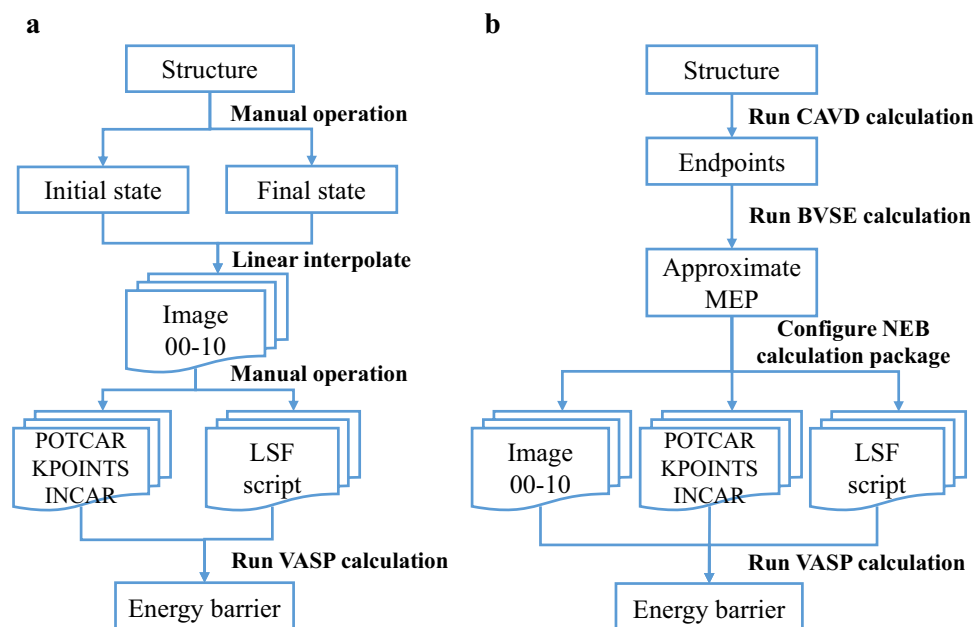 a
Structure
Manual operation
Initial state
Final state
Linear interpolate
Image
00-10
Manual operation
POTCAR
KPOINTS
INCAR
LSF
script
Run VASP calculation
Energy barrier
b
Structure
Run CAVD calculation
Endpoints
Run BVSE calculation
Approximate
MEP
Configure NEB
calculation package
Image
00-10
POTCAR
KPOINTS
INCAR
LSF
script
Run VASP calculation
Energy barrier